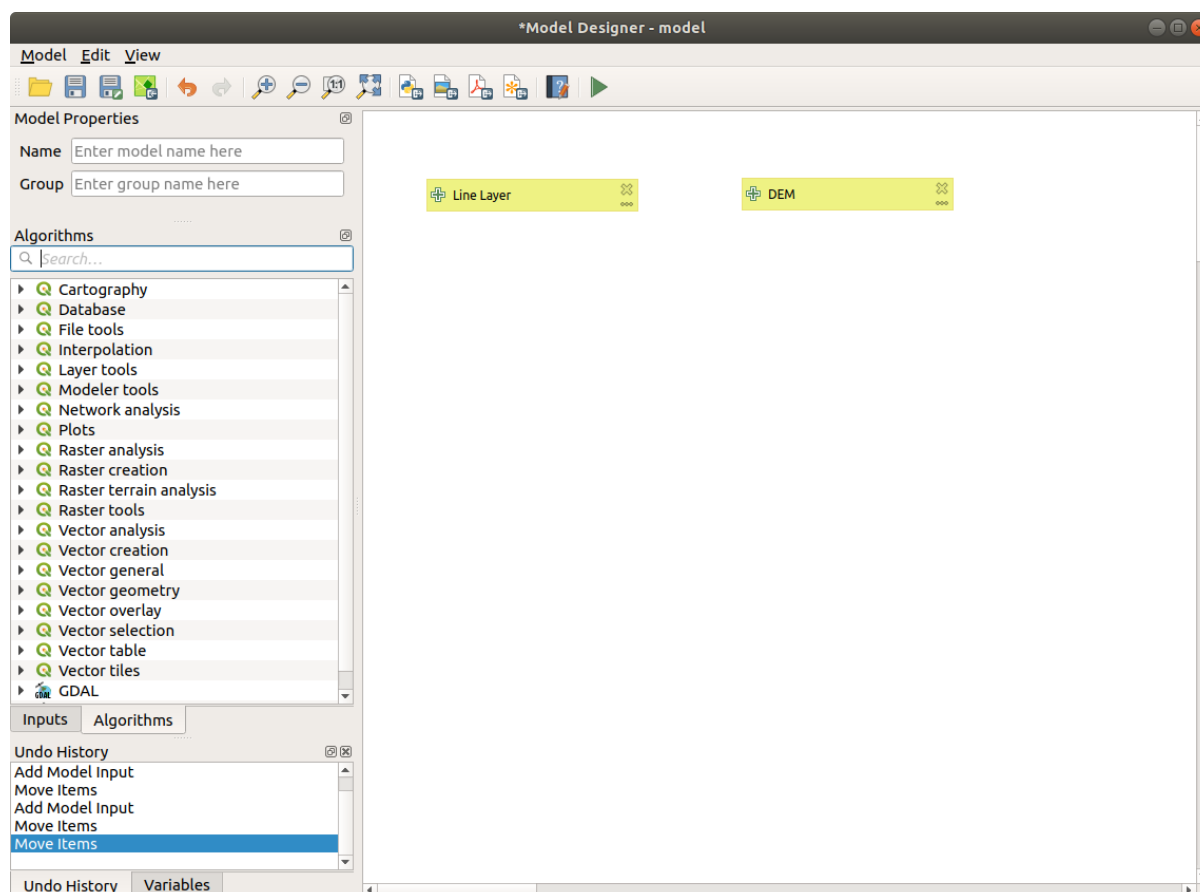 *Model Designer - model
Model Edit View
Model Properties
Name Enter model name here
Group Enter group name here
Algorithms
Search...
Cartography
Database
File tools
Interpolation
Layer tools
Modeler tools
Network analysis
Plots
Raster analysis
Raster creation
Raster terrain analysis
Raster tools
Vector analysis
Vector creation
Vector general
Vector geometry
Vector overlay
Vector selection
Vector table
Vector tiles
GDAL
Inputs Algorithms
Undo History
Add Model Input
Move Items
Add Model Input
Move Items
Move Items
Undo History Variables
Line Layer
DEM